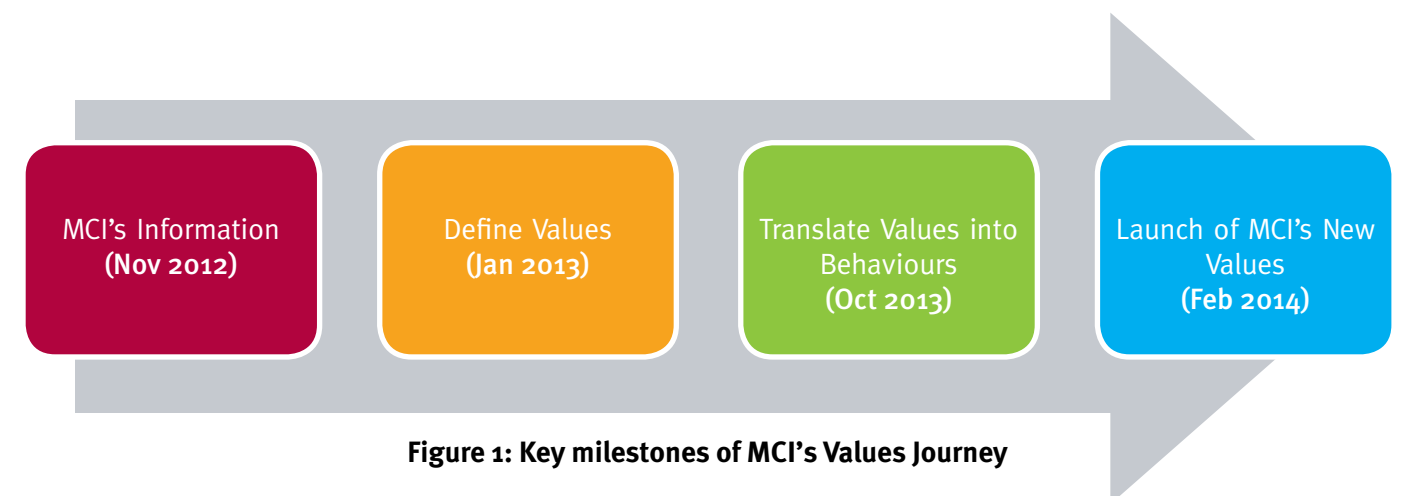 MCI’s Information
(Nov 2012)
Define Values
(Jan 2013)
Translate Values into
Behaviours
(Oct 2013)
Launch of MCI’s New
Values
(Feb 2014)
Figure 1: Key milestones of MCI’s Values Journey